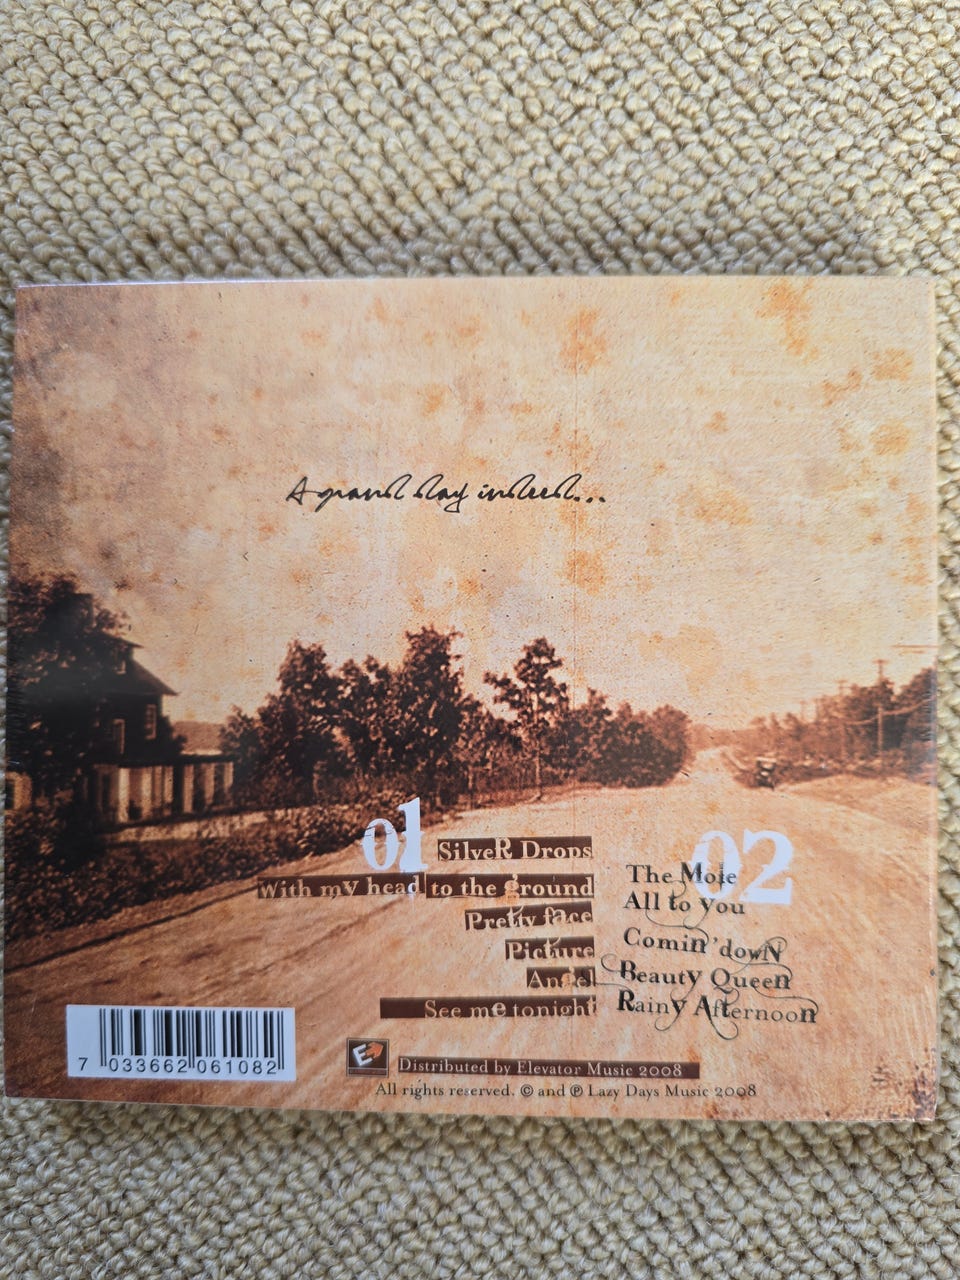 A grand day indeed...
01
SilveR Drops
With my head to the ground
Pretty face
Picture
Angel
See me tonight
02
The Mole
All to you
Comin'dowN
Beauty Queen
Rainy Afternoon
7 033662 061082
E
Distributed by Elevator Music 2008
All rights reserved. © and ℗ Lazy Days Music 2008